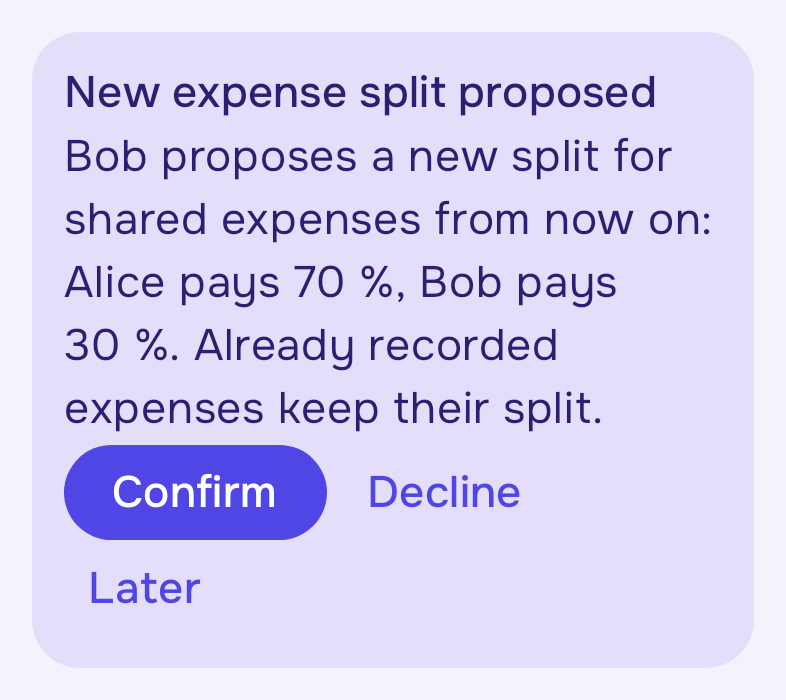 New expense split proposed
Bob proposes a new split for
shared expenses from now on:
Alice pays 70 %, Bob pays
30 %. Already recorded
expenses keep their split.
Confirm Decline
Later